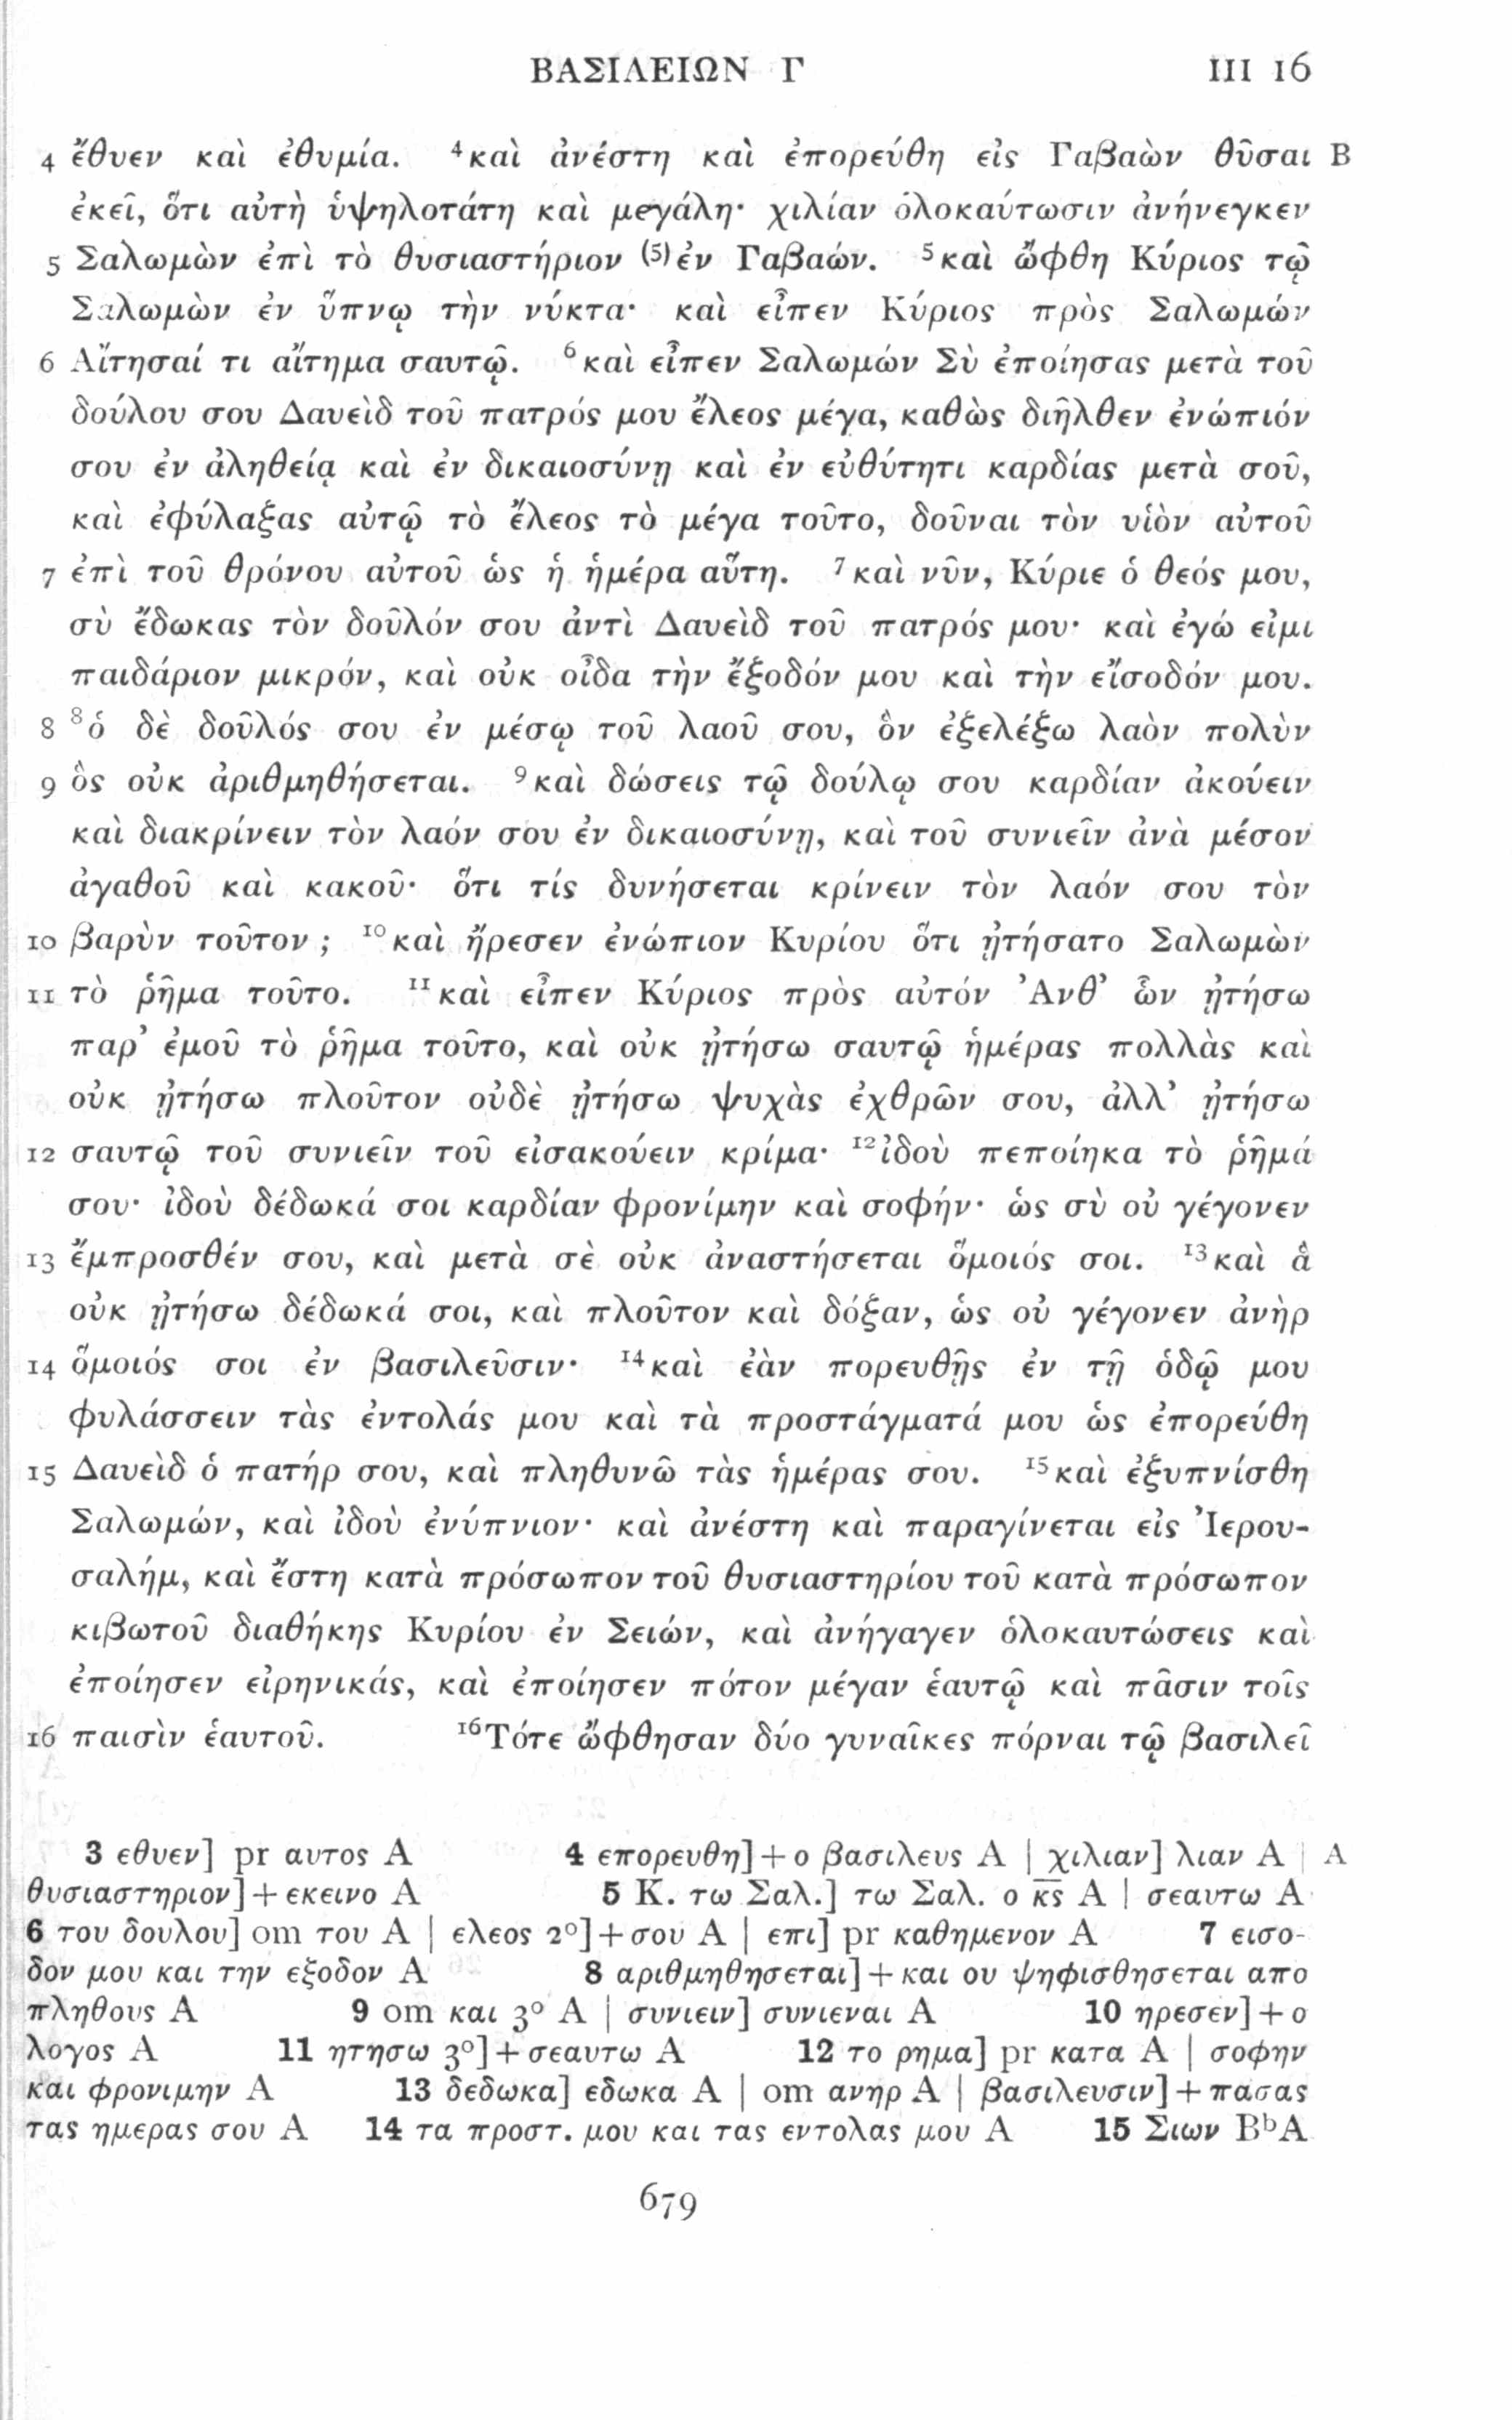 ΒΑΣΙΛΕΙΩΝ Γ III 16
4 ἔθυεν καὶ ἐθυμία. ⁴καὶ ἀνέστη καὶ ἐπορεύθη εἰς Γαβαὼν θῦσαι B
ἐκεῖ, ὅτι αὐτὴ ὑψηλοτάτη καὶ μεγάλη· χιλίαν ὁλοκαύτωσιν ἀνήνεγκεν
5 Σαλωμὼν ἐπὶ τὸ θυσιαστήριον ⁽⁵⁾ἐν Γαβαών. ⁵καὶ ὤφθη Κύριος τῷ
Σαλωμὼν ἐν ὕπνῳ τὴν νύκτα· καὶ εἶπεν Κύριος πρὸς Σαλωμών
6 Αἴτησαί τι αἴτημα σαυτῷ. ⁶καὶ εἶπεν Σαλωμών Σὺ ἐποίησας μετὰ τοῦ
δούλου σου Δαυεὶδ τοῦ πατρός μου ἔλεος μέγα, καθὼς διῆλθεν ἐνώπιόν
σου ἐν ἀληθείᾳ καὶ ἐν δικαιοσύνῃ καὶ ἐν εὐθύτητι καρδίας μετὰ σοῦ,
καὶ ἐφύλαξας αὐτῷ τὸ ἔλεος τὸ μέγα τοῦτο, δοῦναι τὸν υἱὸν αὐτοῦ
7 ἐπὶ τοῦ θρόνου αὐτοῦ ὡς ἡ ἡμέρα αὕτη. ⁷καὶ νῦν, Κύριε ὁ θεός μου,
σὺ ἔδωκας τὸν δοῦλόν σου ἀντὶ Δαυεὶδ τοῦ πατρός μου· καὶ ἐγώ εἰμι
παιδάριον μικρόν, καὶ οὐκ οἶδα τὴν ἔξοδόν μου καὶ τὴν εἴσοδόν μου.
8 ⁸ὁ δὲ δοῦλός σου ἐν μέσῳ τοῦ λαοῦ σου, ὃν ἐξελέξω λαὸν πολὺν
9 ὃς οὐκ ἀριθμηθήσεται. ⁹καὶ δώσεις τῷ δούλῳ σου καρδίαν ἀκούειν
καὶ διακρίνειν τὸν λαόν σου ἐν δικαιοσύνῃ, καὶ τοῦ συνιεῖν ἀνὰ μέσον
ἀγαθοῦ καὶ κακοῦ· ὅτι τίς δυνήσεται κρίνειν τὸν λαόν σου τὸν
10 βαρὺν τοῦτον ; ¹⁰καὶ ἤρεσεν ἐνώπιον Κυρίου ὅτι ᾐτήσατο Σαλωμὼν
11 τὸ ῥῆμα τοῦτο. ¹¹καὶ εἶπεν Κύριος πρὸς αὐτόν Ἀνθ’ ὧν ᾐτήσω
παρ’ ἐμοῦ τὸ ῥῆμα τοῦτο, καὶ οὐκ ᾐτήσω σαυτῷ ἡμέρας πολλὰς καὶ
οὐκ ᾐτήσω πλοῦτον οὐδὲ ᾐτήσω ψυχὰς ἐχθρῶν σου, ἀλλ’ ᾐτήσω
12 σαυτῷ τοῦ συνιεῖν τοῦ εἰσακούειν κρίμα· ¹²ἰδοὺ πεποίηκα τὸ ῥῆμά
σου· ἰδοὺ δέδωκά σοι καρδίαν φρονίμην καὶ σοφήν· ὡς σὺ οὐ γέγονεν
13 ἔμπροσθέν σου, καὶ μετὰ σὲ οὐκ ἀναστήσεται ὅμοιός σοι. ¹³καὶ ἃ
οὐκ ᾐτήσω δέδωκά σοι, καὶ πλοῦτον καὶ δόξαν, ὡς οὐ γέγονεν ἀνὴρ
14 ὅμοιός σοι ἐν βασιλεῦσιν· ¹⁴καὶ ἐὰν πορευθῇς ἐν τῇ ὁδῷ μου
φυλάσσειν τὰς ἐντολάς μου καὶ τὰ προστάγματά μου ὡς ἐπορεύθη
15 Δαυεὶδ ὁ πατήρ σου, καὶ πληθυνῶ τὰς ἡμέρας σου. ¹⁵καὶ ἐξυπνίσθη
Σαλωμών, καὶ ἰδοὺ ἐνύπνιον· καὶ ἀνέστη καὶ παραγίνεται εἰς Ἰερου-
σαλήμ, καὶ ἔστη κατὰ πρόσωπον τοῦ θυσιαστηρίου τοῦ κατὰ πρόσωπον
κιβωτοῦ διαθήκης Κυρίου ἐν Σειών, καὶ ἀνήγαγεν ὁλοκαυτώσεις καὶ
ἐποίησεν εἰρηνικάς, καὶ ἐποίησεν πότον μέγαν ἑαυτῷ καὶ πᾶσιν τοῖς
16 παισὶν ἑαυτοῦ. ¹⁶Τότε ὤφθησαν δύο γυναῖκες πόρναι τῷ βασιλεῖ
3 εθυεν] pr αυτος A 4 επορευθη]+ο βασιλευς A | χιλιαν] λιαν A | A
θυσιαστηριον]+εκεινο A 5 Κ. τω Σαλ.] τω Σαλ. ο κ̅ς̅ A | σεαυτω A
6 του δουλου] om του A | ελεος 2º]+σου A | επι] pr καθημενον A 7 εισο-
δον μου και την εξοδον A 8 αριθμηθησεται]+και ου ψηφισθησεται απο
πληθους A 9 om και 3º A | συνιειν] συνιεναι A 10 ηρεσεν]+ο
λογος A 11 ητησω 3º]+σεαυτω A 12 το ρημα] pr κατα A | σοφην
και φρονιμην A 13 δεδωκα] εδωκα A | om ανηρ A | βασιλευσιν]+πασας
τας ημερας σου A 14 τα προστ. μου και τας εντολας μου A 15 Σιων BᵇA
679